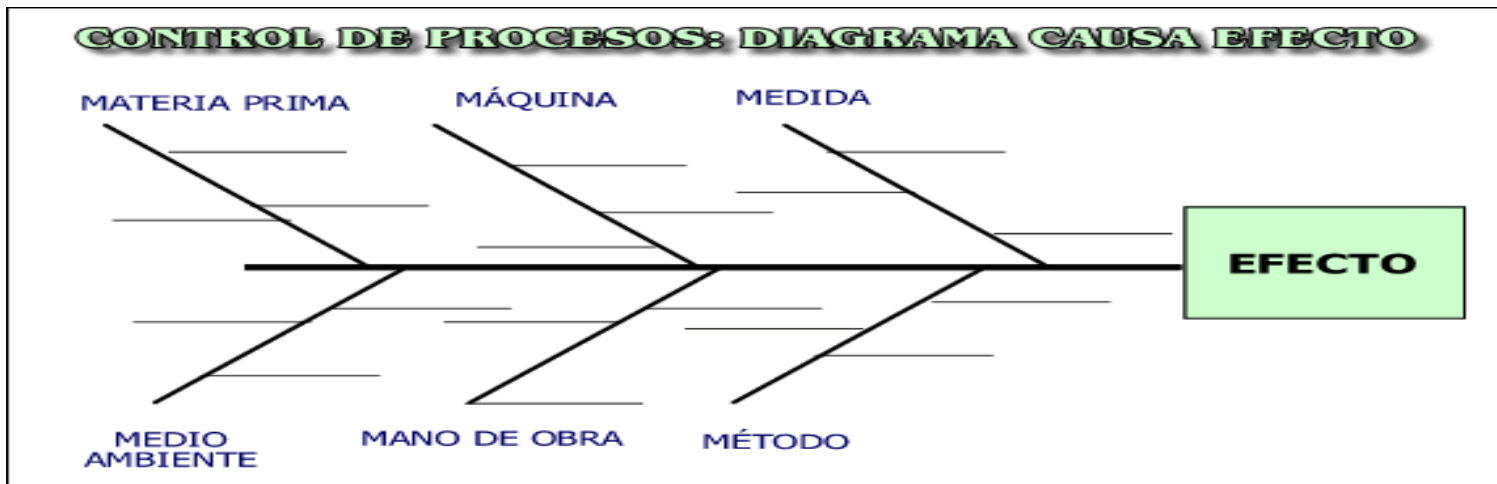 CONTROL DE PROCESOS: DIAGRAMA CAUSA EFECTO
MATERIA PRIMA
MÁQUINA
MEDIDA
EFECTO
MEDIO
AMBIENTE
MANO DE OBRA
MÉTODO